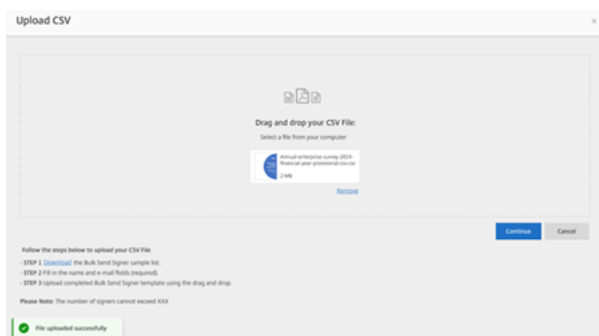 Upload CSV
Drag and drop your CSV File:
Select a file from your computer
Annual-enterprise-survey-2019-
financial-year-provisional-csv.csv
2 MB
Remove
Continue
Cancel
Follow the steps below to upload your CSV File
- STEP 1 Download the Bulk Send Signer sample list.
- STEP 2 Fill in the name and e-mail fields (required).
- STEP 3 Upload completed Bulk Send Signer template using the drag and drop.
Please Note: The number of signers cannot exceed XXX
File uploaded successfully